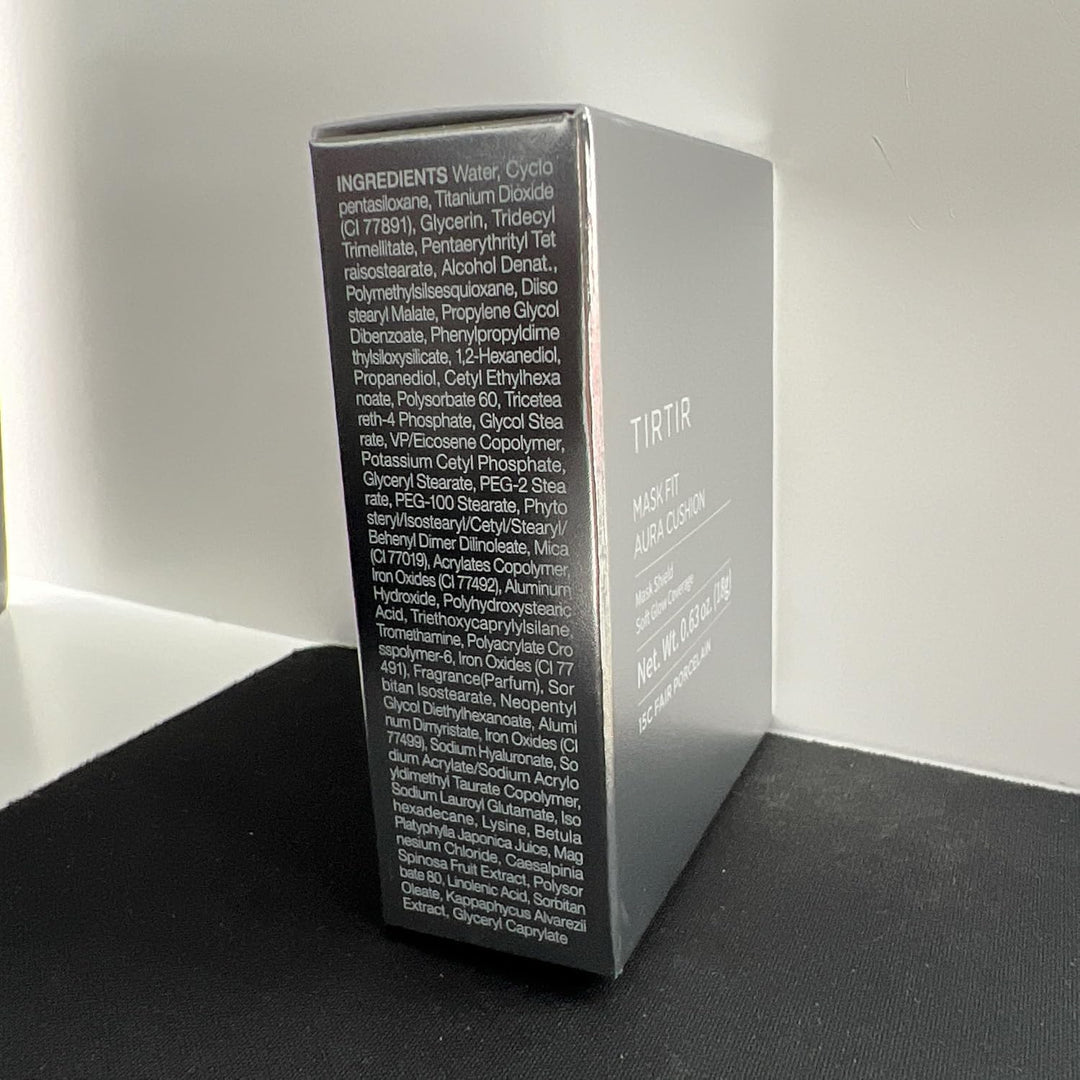 INGREDIENTS Water, Cyclo
pentasiloxane, Titanium Dioxide
(CI 77891), Glycerin, Tridecyl
Trimellitate, Pentaerythrityl Tet
raisostearate, Alcohol Denat.,
Polymethylsilsesquioxane, Diiso
stearyl Malate, Propylene Glycol
Dibenzoate, Phenylpropyldime
thylsiloxysilicate, 1,2-Hexanediol,
Propanediol, Cetyl Ethylhexa
noate, Polysorbate 60, Tricetea
reth-4 Phosphate, Glycol Stea
rate, VP/Eicosene Copolymer,
Potassium Cetyl Phosphate,
Glyceryl Stearate, PEG-2 Stea
rate, PEG-100 Stearate, Phyto
steryl/Isostearyl/Cetyl/Stearyl/
Behenyl Dimer Dilinoleate, Mica
(CI 77019), Acrylates Copolymer,
Iron Oxides (CI 77492), Aluminum
Hydroxide, Polyhydroxystearic
Acid, Triethoxycaprylylsilane,
Tromethamine, Polyacrylate Cro
sspolymer-6, Iron Oxides (CI 77
491), Fragrance(Parfum), Sor
bitan Isostearate, Neopentyl
Glycol Diethylhexanoate, Alumi
num Dimyristate, Iron Oxides (CI
77499), Sodium Hyaluronate, So
dium Acrylate/Sodium Acrylo
yldimethyl Taurate Copolymer,
Sodium Lauroyl Glutamate, Iso
hexadecane, Lysine, Betula
Platyphylla Japonica Juice, Mag
nesium Chloride, Caesalpinia
Spinosa Fruit Extract, Polysor
bate 80, Linolenic Acid, Sorbitan
Oleate, Kappaphycus Alvarezii
Extract, Glyceryl Caprylate
TIRTIR
MASK FIT
AURA CUSHION
Mask Shield
Soft Glow Coverage
Net. Wt. 0.63 oz. (18g)
15C FAIR PORCELAIN